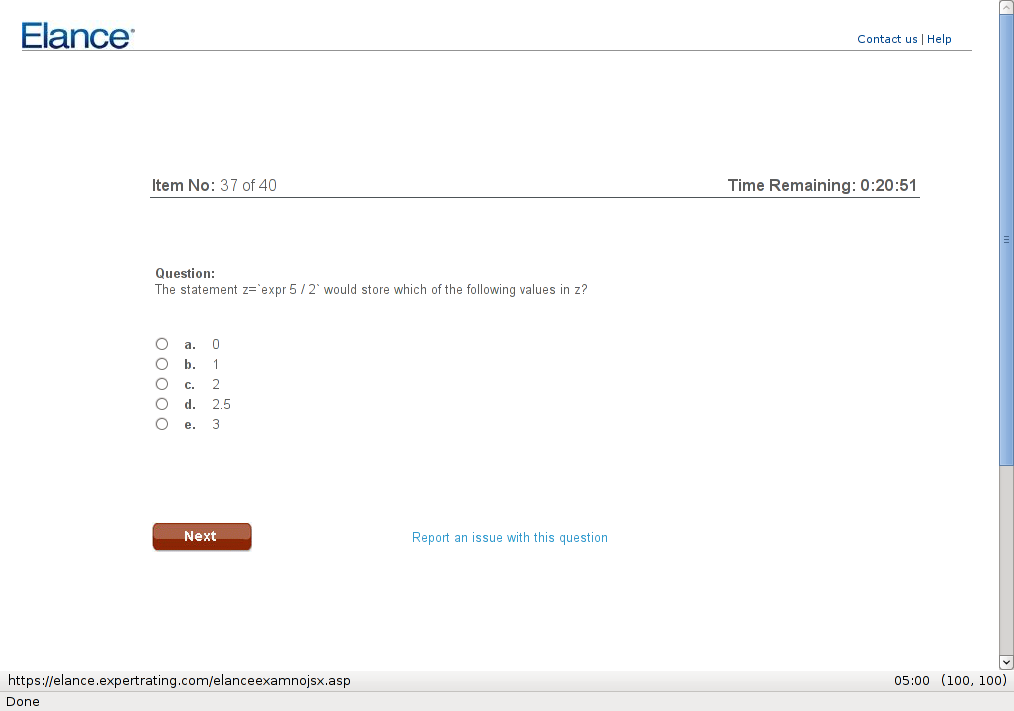 Elance
Contact us | Help
Item No: 37 of 40
Time Remaining: 0:20:51
Question:
The statement z=`expr 5 / 2` would store which of the following values in z?
a. 0
b. 1
c. 2
d. 2.5
e. 3
Next
Report an issue with this question
https://elance.expertrating.com/elanceexamnojsx.asp
05:00 (100, 100)
Done